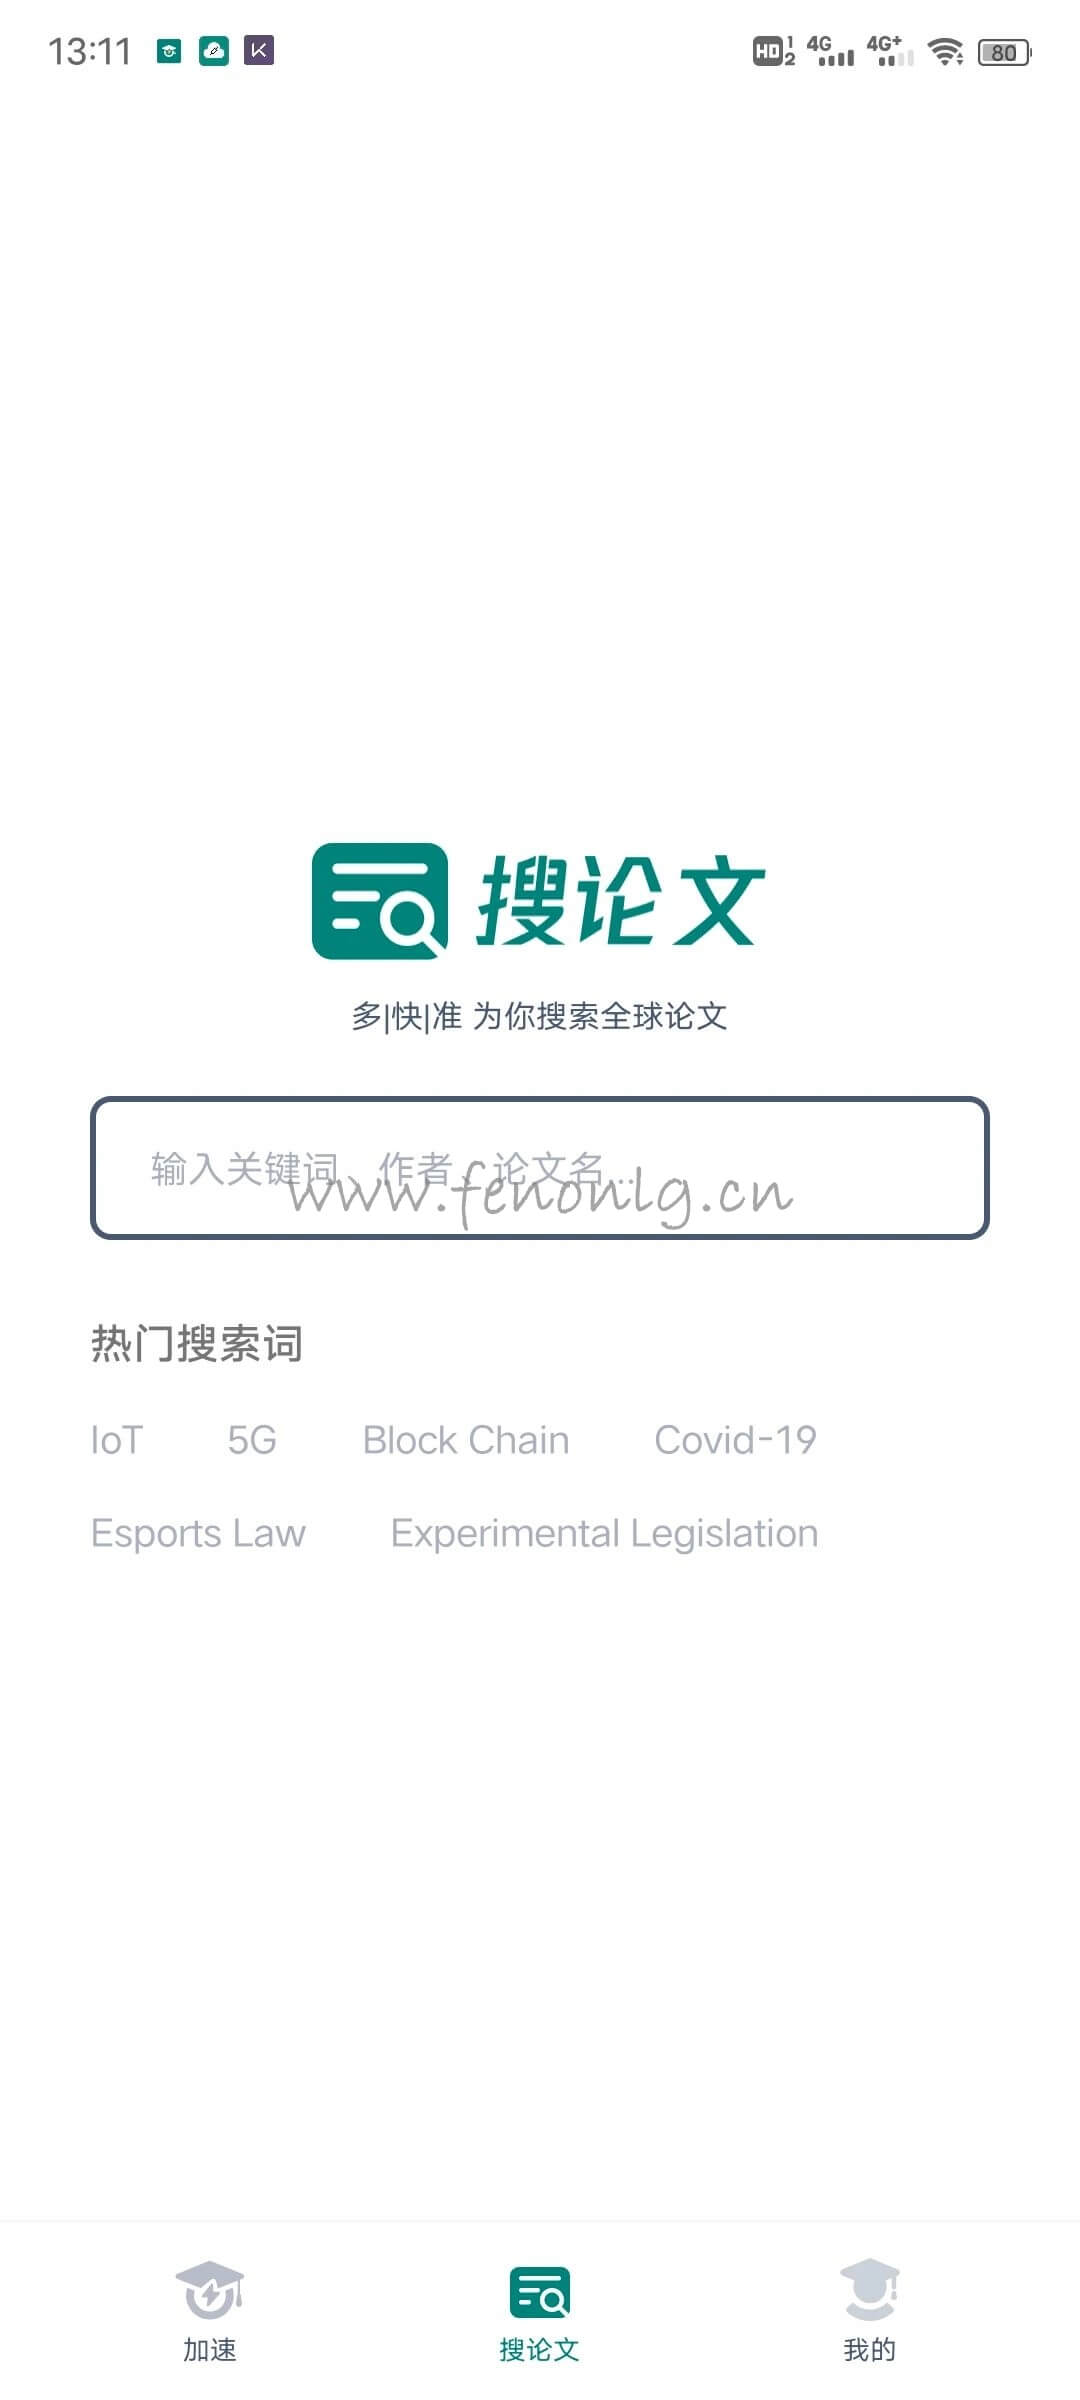 13:11 HD 1 2 4G 4G+ 80
搜论文
多|快|准 为你搜索全球论文
输入关键词、作者、论文名...
www.fenonlg.cn
热门搜索词
IoT 5G Block Chain Covid-19
Esports Law Experimental Legislation
加速 搜论文 我的